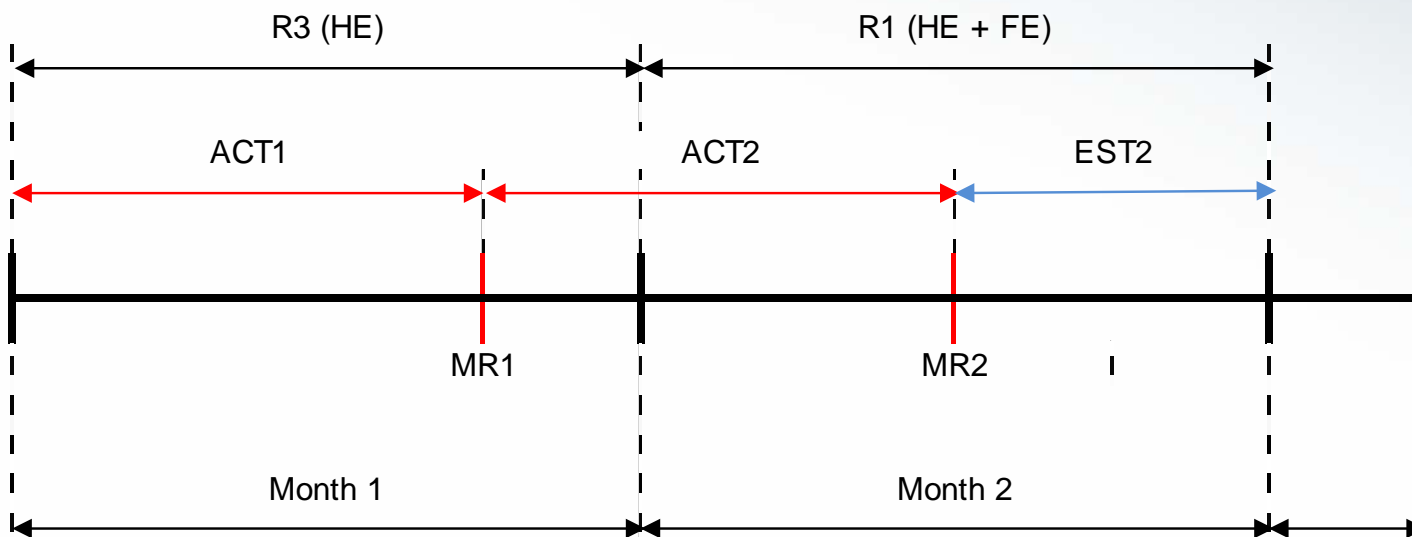 R3 (HE) R1 (HE + FE)
ACT1 ACT2 EST2
MR1 MR2
Month 1 Month 2